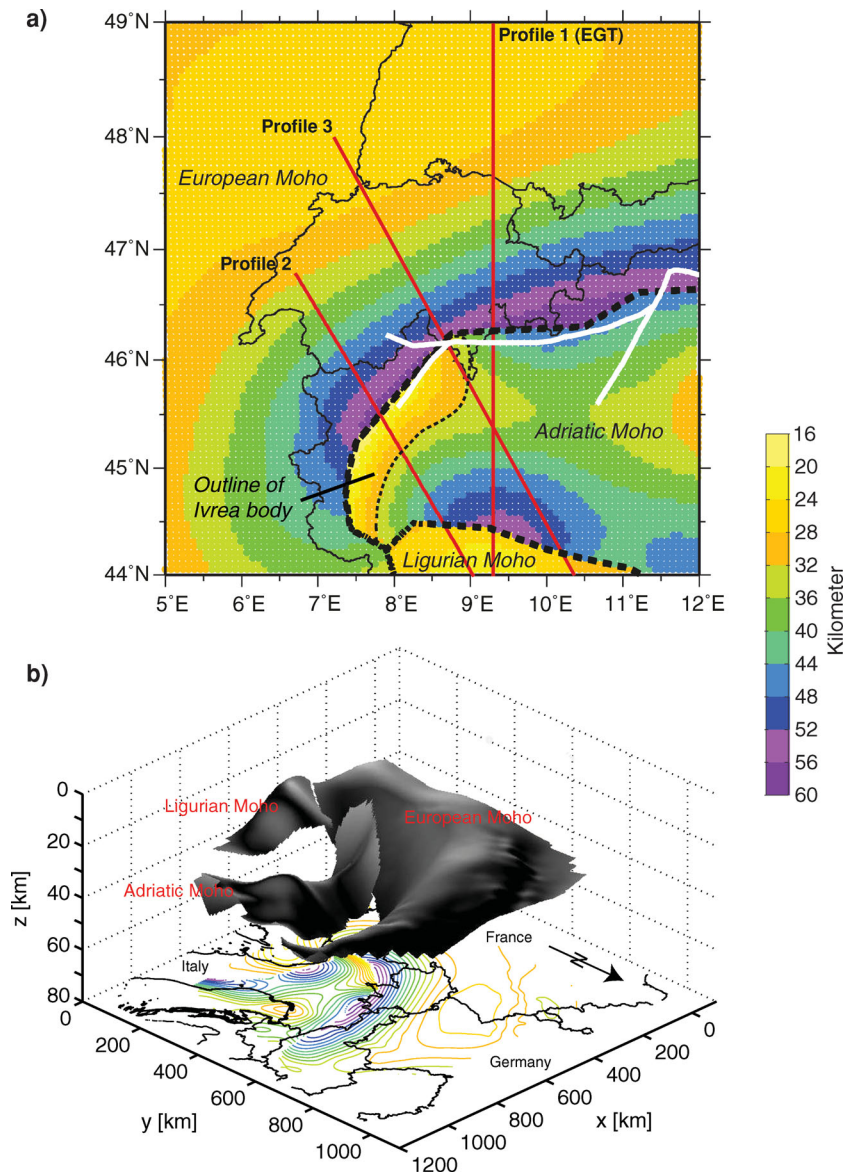 a)
49˚N
48˚N
47˚N
46˚N
45˚N
44˚N
5˚E
6˚E
7˚E
8˚E
9˚E
10˚E
11˚E
12˚E
Profile 1 (EGT)
Profile 3
European Moho
Profile 2
Adriatic Moho
Outline of
Ivrea body
Ligurian Moho
16
20
24
28
32
36
40
44
48
52
56
60
Kilometer
b)
0
20
40
60
80
z [km]
Ligurian Moho
European Moho
Adriatic Moho
France
Italy
N
Germany
0
200
400
600
800
1000
y [km]
1200
1000
800
600
400
200
0
x [km]